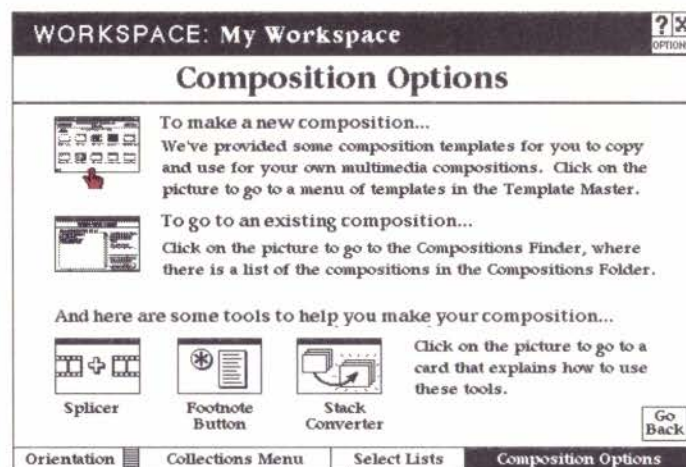 WORKSPACE: My Workspace
?
OPTION
Composition Options
To make a new composition...
We've provided some composition templates for you to copy
and use for your own multimedia compositions. Click on the
picture to go to a menu of templates in the Template Master.
To go to an existing composition...
Click on the picture to go to the Compositions Finder, where
there is a list of the compositions in the Compositions Folder.
And here are some tools to help you make your composition...
Click on the picture to go to a
card that explains how to use
these tools.
Splicer
Footnote
Button
Stack
Converter
Go
Back
Orientation
Collections Menu
Select Lists
Composition Options